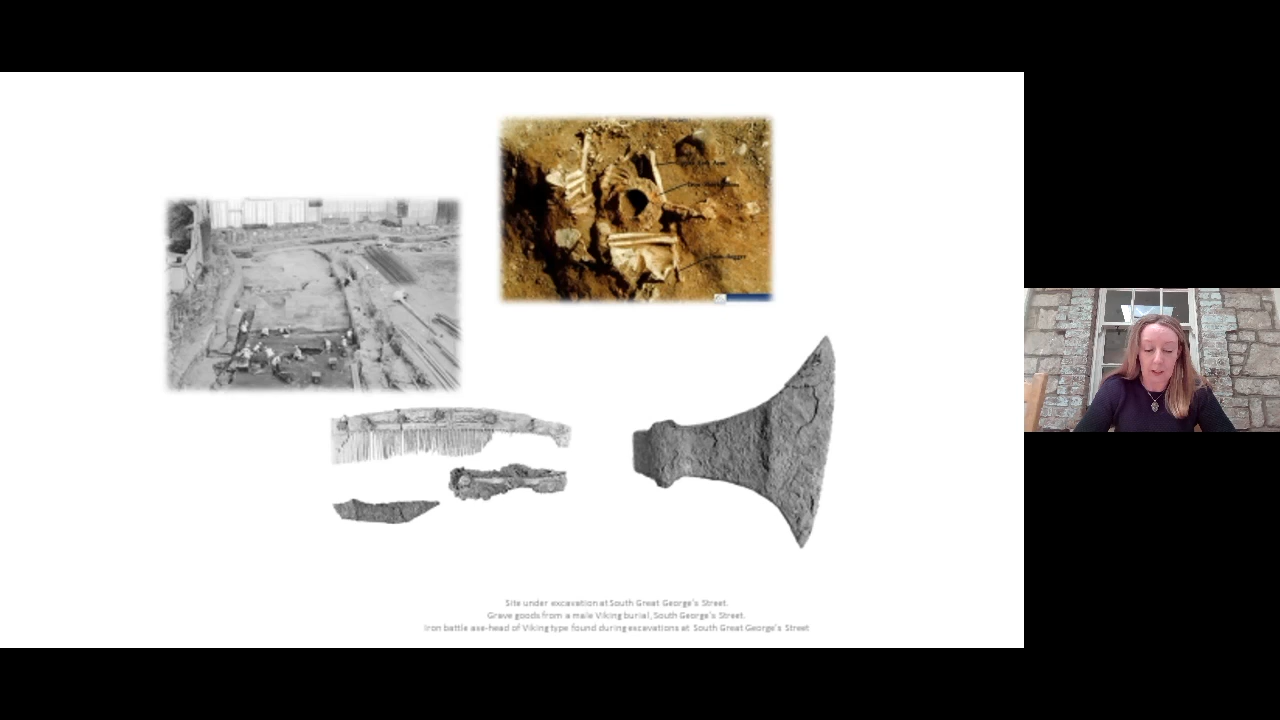 dagger
Site under excavation at South Great George's Street.
Grave goods from a male Viking burial, South George's Street.
Iron battle axe-head of Viking type found during excavations at South Great George's Street